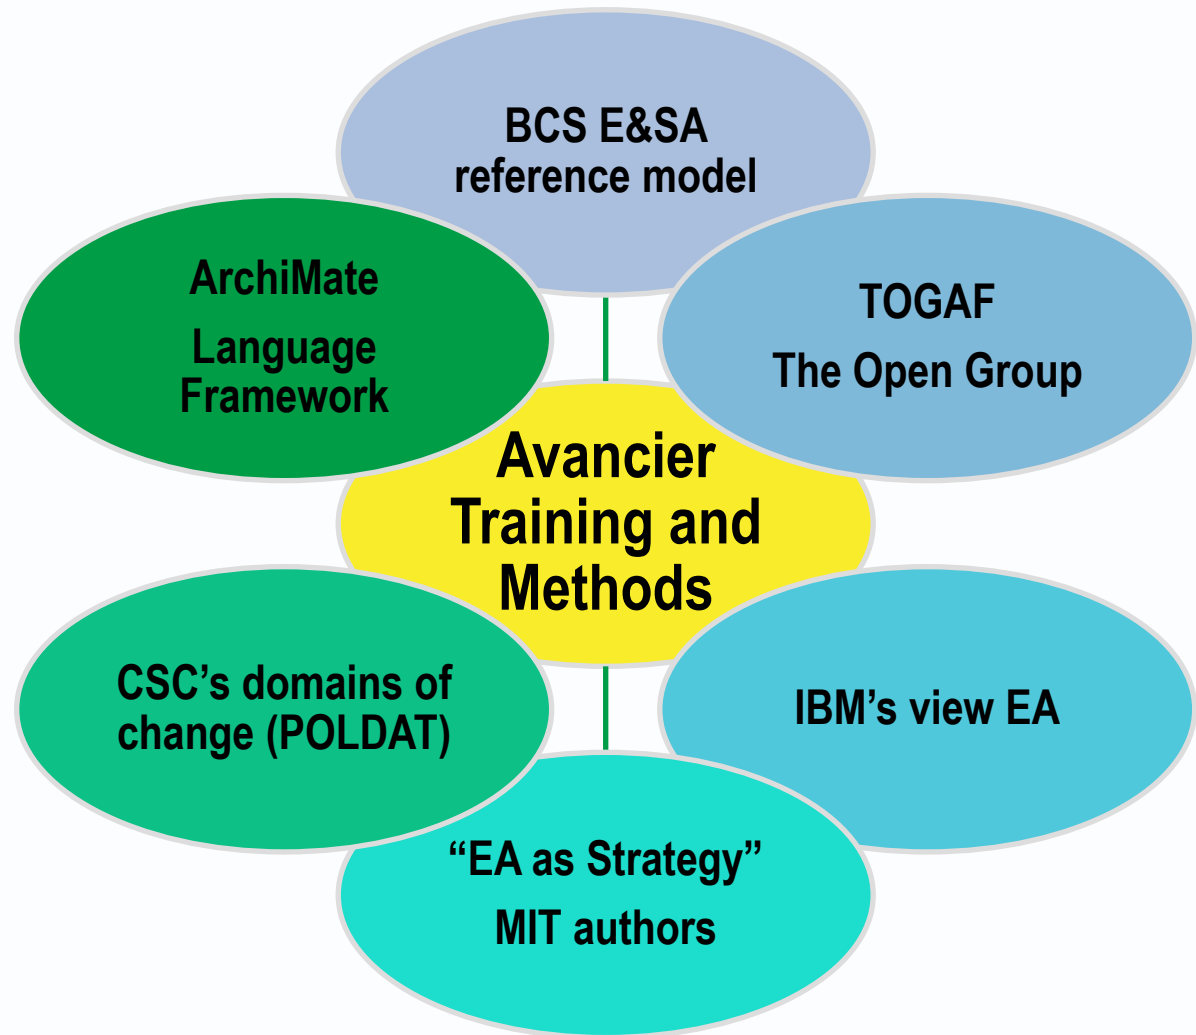 BCS E&SA
reference model
ArchiMate
Language
Framework
TOGAF
The Open Group
Avancier
Training and
Methods
CSC’s domains of
change (POLDAT)
IBM’s view EA
“EA as Strategy”
MIT authors